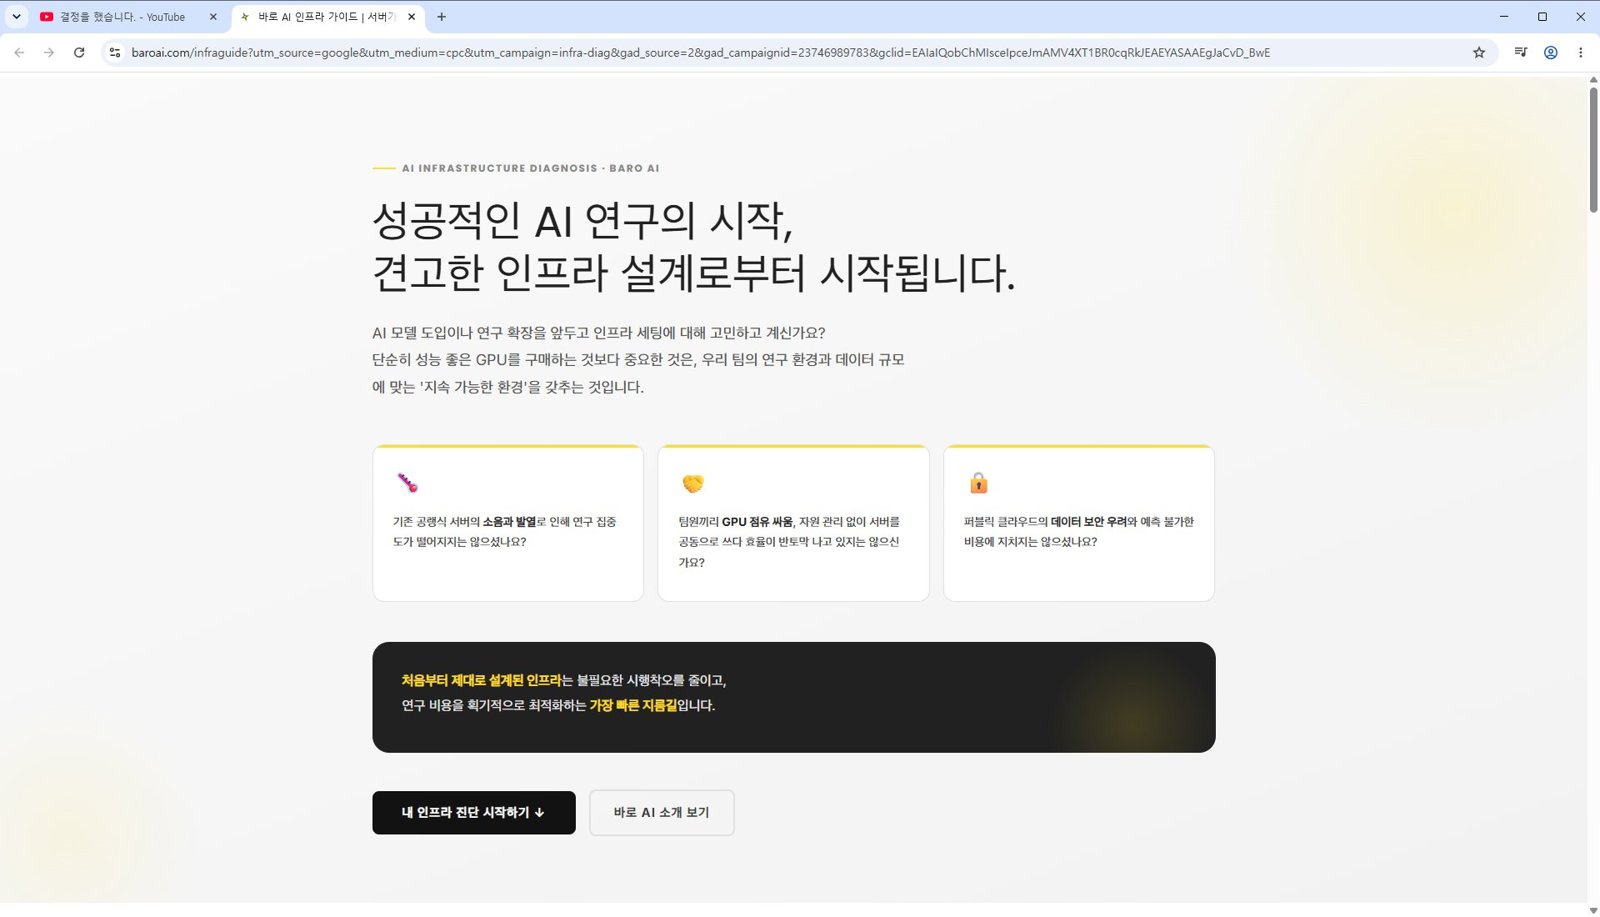 결정을 했습니다. - YouTube
바로 AI 인프라 가이드 | 서버가
baroai.com/infraguide?utm_source=google&utm_medium=cpc&utm_campaign=infra-diag&gad_source=2&gad_campaignid=23746989783&gclid=EAIaIQobChMIsceIpceJmAMV4XT1BR0cqRkJEAEYASAAEgJaCvD_BwE
AI INFRASTRUCTURE DIAGNOSIS · BARO AI
성공적인 AI 연구의 시작,
견고한 인프라 설계로부터 시작됩니다.
AI 모델 도입이나 연구 확장을 앞두고 인프라 세팅에 대해 고민하고 계신가요?
단순히 성능 좋은 GPU를 구매하는 것보다 중요한 것은, 우리 팀의 연구 환경과 데이터 규모
에 맞는 '지속 가능한 환경'을 갖추는 것입니다.
기존 공랭식 서버의 소음과 발열로 인해 연구 집중
도가 떨어지지는 않으셨나요?
팀원끼리 GPU 점유 싸움, 자원 관리 없이 서버를
공동으로 쓰다 효율이 반토막 나고 있지는 않으신
가요?
퍼블릭 클라우드의 데이터 보안 우려와 예측 불가한
비용에 지치지는 않으셨나요?
처음부터 제대로 설계된 인프라는 불필요한 시행착오를 줄이고,
연구 비용을 획기적으로 최적화하는 가장 빠른 지름길입니다.
내 인프라 진단 시작하기 ↓
바로 AI 소개 보기